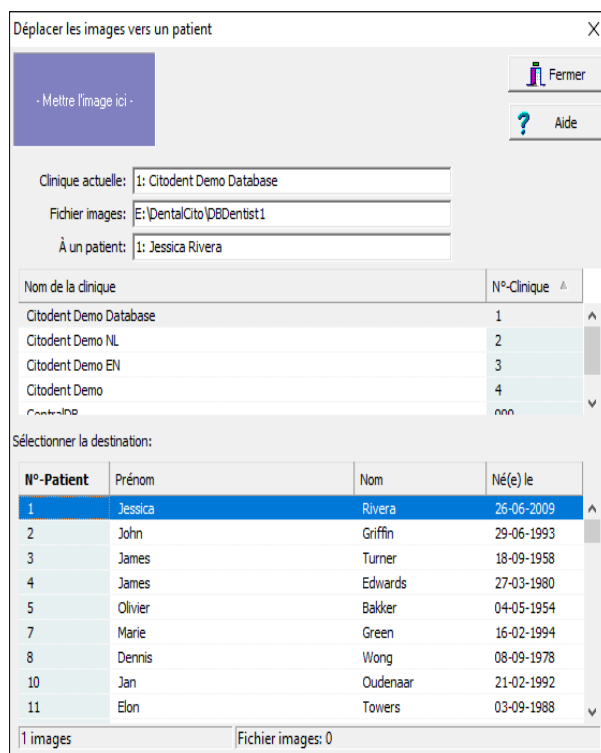 Déplacer les images vers un patient
- Mettre l'image ici -
Fermer
Aide
Clinique actuelle: 1: Citodent Demo Database
Fichier images: E:\DentalCito\DBDentist1
À un patient: 1: Jessica Rivera
Nom de la clinique N°-Clinique
Citodent Demo Database 1
Citodent Demo NL 2
Citodent Demo EN 3
Citodent Demo 4
CentralDB
Sélectionner la destination:
N°-Patient Prénom Nom Né(e) le
1 Jessica Rivera 26-06-2009
2 John Griffin 29-06-1993
3 James Turner 18-09-1958
4 James Edwards 27-03-1980
5 Olivier Bakker 04-05-1954
7 Marie Green 16-02-1994
8 Dennis Wong 08-09-1978
10 Jan Oudenaar 21-02-1992
11 Elon Towers 03-09-1988
1 images Fichier images: 0